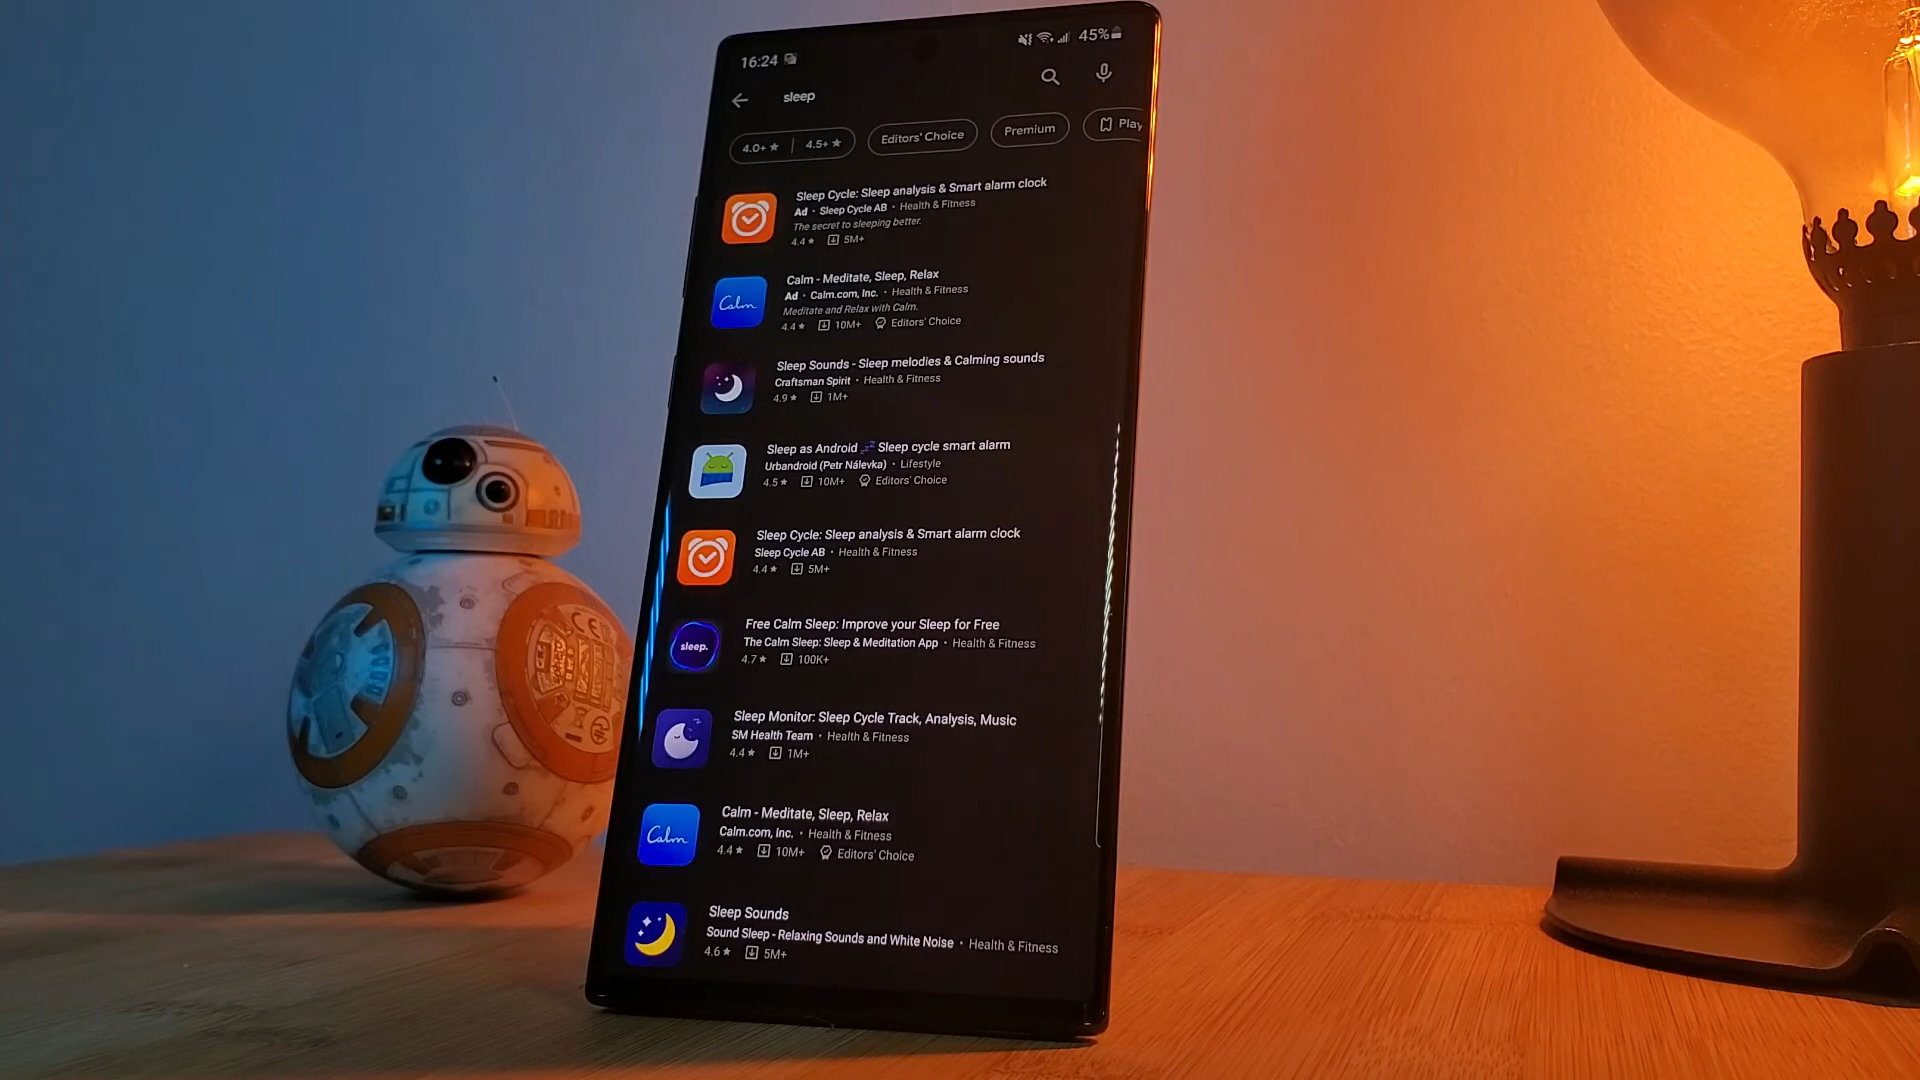 16:24
45%
sleep
4.0+ ★ | 4.5+ ★
Editors' Choice
Premium
Play
Sleep Cycle: Sleep analysis & Smart alarm clock
Ad • Sleep Cycle AB • Health & Fitness
The secret to sleeping better.
4.4 ★ 5M+
Calm
Calm - Meditate, Sleep, Relax
Ad • Calm.com, Inc. • Health & Fitness
Meditate and Relax with Calm.
4.4 ★ 10M+ Editors' Choice
Sleep Sounds - Sleep melodies & Calming sounds
Craftsman Spirit • Health & Fitness
4.9 ★ 1M+
Sleep as Android 💤 Sleep cycle smart alarm
Urbandroid (Petr Nálevka) • Lifestyle
4.5 ★ 10M+ Editors' Choice
Sleep Cycle: Sleep analysis & Smart alarm clock
Sleep Cycle AB • Health & Fitness
4.4 ★ 5M+
sleep.
Free Calm Sleep: Improve your Sleep for Free
The Calm Sleep: Sleep & Meditation App • Health & Fitness
4.7 ★ 100K+
Sleep Monitor: Sleep Cycle Track, Analysis, Music
SM Health Team • Health & Fitness
4.4 ★ 1M+
Calm
Calm - Meditate, Sleep, Relax
Calm.com, Inc. • Health & Fitness
4.4 ★ 10M+ Editors' Choice
Sleep Sounds
Sound Sleep - Relaxing Sounds and White Noise • Health & Fitness
4.6 ★ 5M+
CE